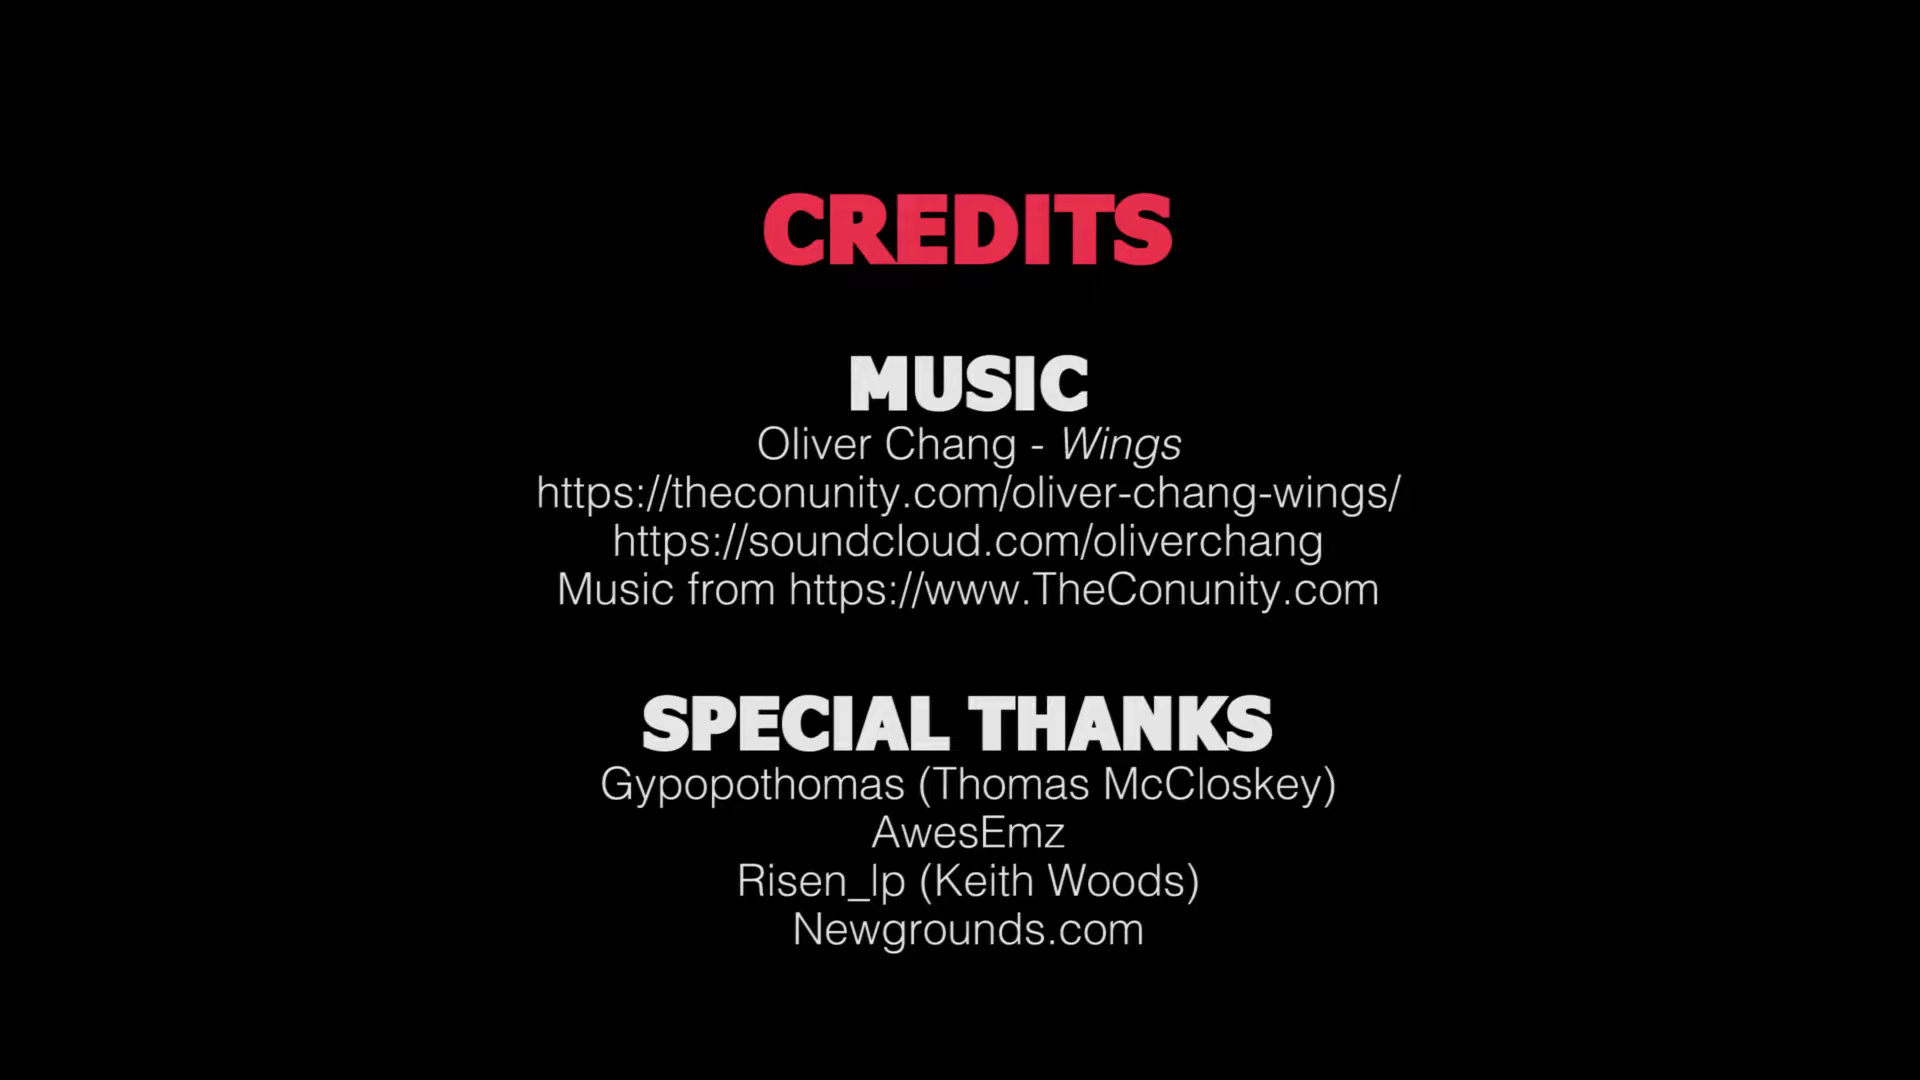 CREDITS
MUSIC
Oliver Chang - Wings
https://theconunity.com/oliver-chang-wings/
https://soundcloud.com/oliverchang
Music from https://www.TheConunity.com
SPECIAL THANKS
Gypopothomas (Thomas McCloskey)
AwesEmz
Risen_lp (Keith Woods)
Newgrounds.com